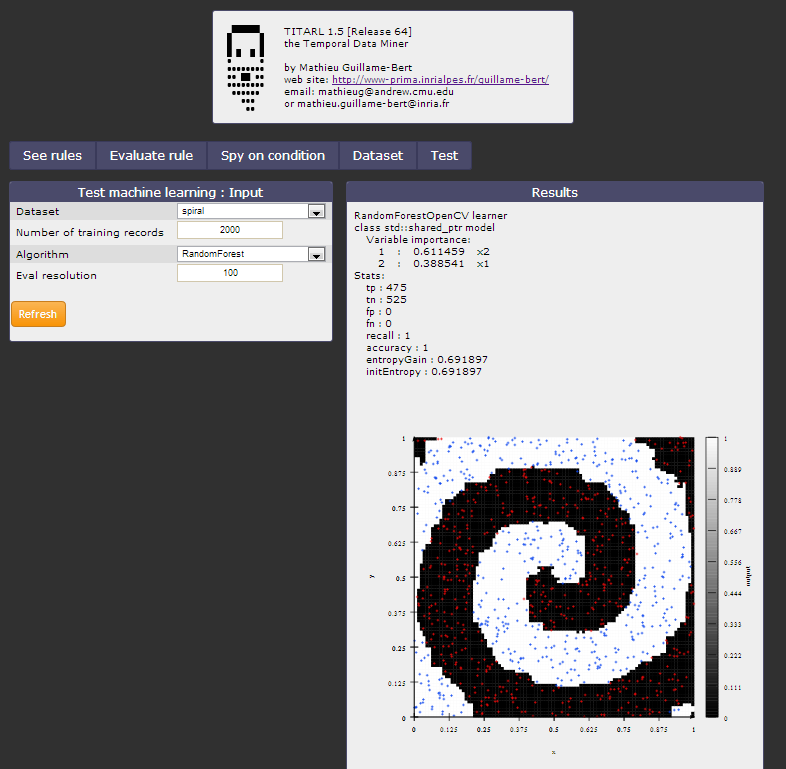 TITARL 1.5 [Release 64]
the Temporal Data Miner
by Mathieu Guillame-Bert
web site: http://www-prima.inrialpes.fr/guillame-bert/
email: mathieug@andrew.cmu.edu
or mathieu.guillame-bert@inria.fr
See rules
Evaluate rule
Spy on condition
Dataset
Test
Test machine learning : Input
Dataset
spiral
Number of training records
2000
Algorithm
RandomForest
Eval resolution
100
Refresh
Results
RandomForestOpenCV learner
class std::shared_ptr model
Variable importance:
1 : 0.611459 x2
2 : 0.388541 x1
Stats:
tp : 475
tn : 525
fp : 0
fn : 0
recall : 1
accuracy : 1
entropyGain : 0.691897
initEntropy : 0.691897
1
0.875
0.75
0.625
0.5
0.375
0.25
0.125
0
y
0 0.125 0.25 0.375 0.5 0.625 0.75 0.875 1
x
1
0.889
0.778
0.667
0.556
0.444
0.333
0.222
0.111
0
output